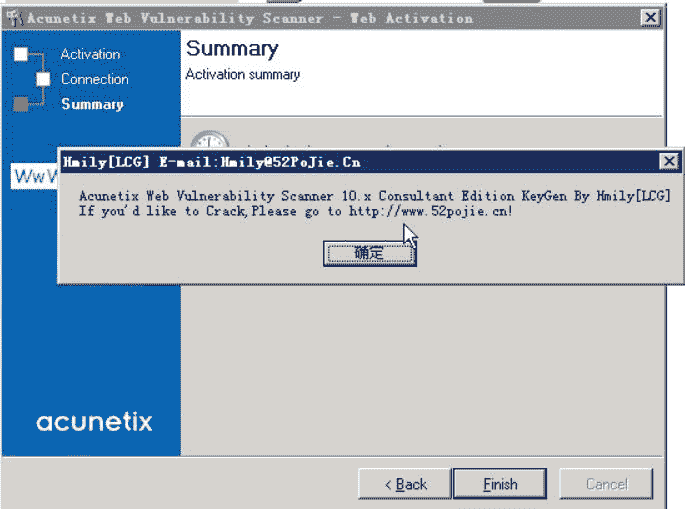 Acunetix Web Vulnerability Scanner - Web Activation
Activation
Connection
Summary
Summary
Activation summary
WwW
Hmily[LCG] E-mail:Hmily@52PoJie.Cn
Acunetix Web Vulnerability Scanner 10.x Consultant Edition KeyGen By Hmily[LCG]
If you'd like to Crack,Please go to http://www.52pojie.cn!
确定
acunetix
< Back
Finish
Cancel